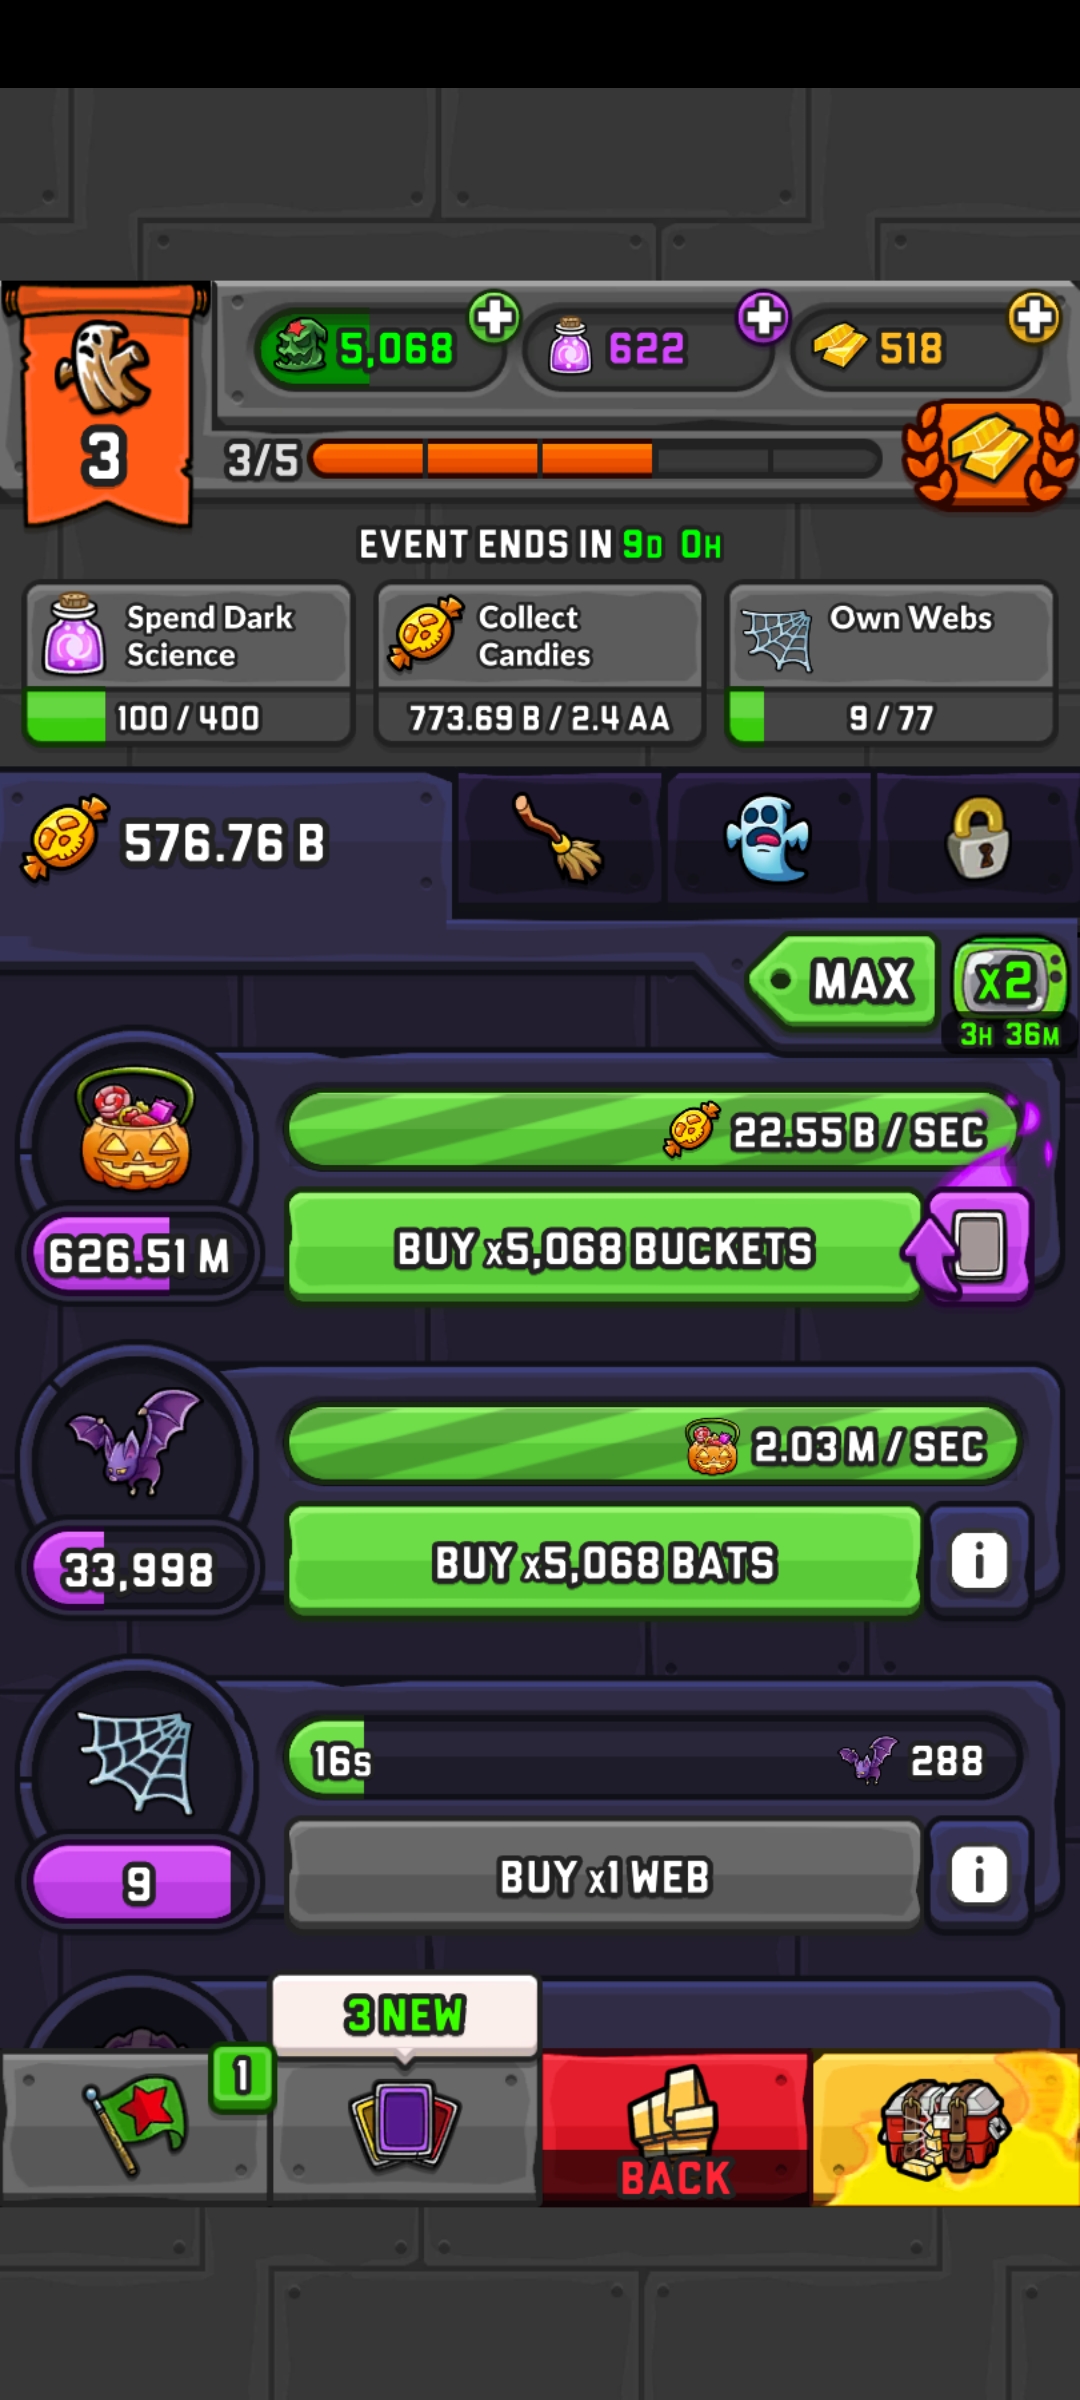 5,068
622
518
3
3/5
EVENT ENDS IN 9D 0H
Spend Dark
Science
100 / 400
Collect
Candies
773.69 B / 2.4 AA
Own Webs
9 / 77
576.76 B
MAX
x2
3H 36M
22.55 B / SEC
626.51 M
BUY x5,068 BUCKETS
2.03 M / SEC
33,998
BUY x5,068 BATS
i
16s
288
9
BUY x1 WEB
i
3 NEW
1
BACK